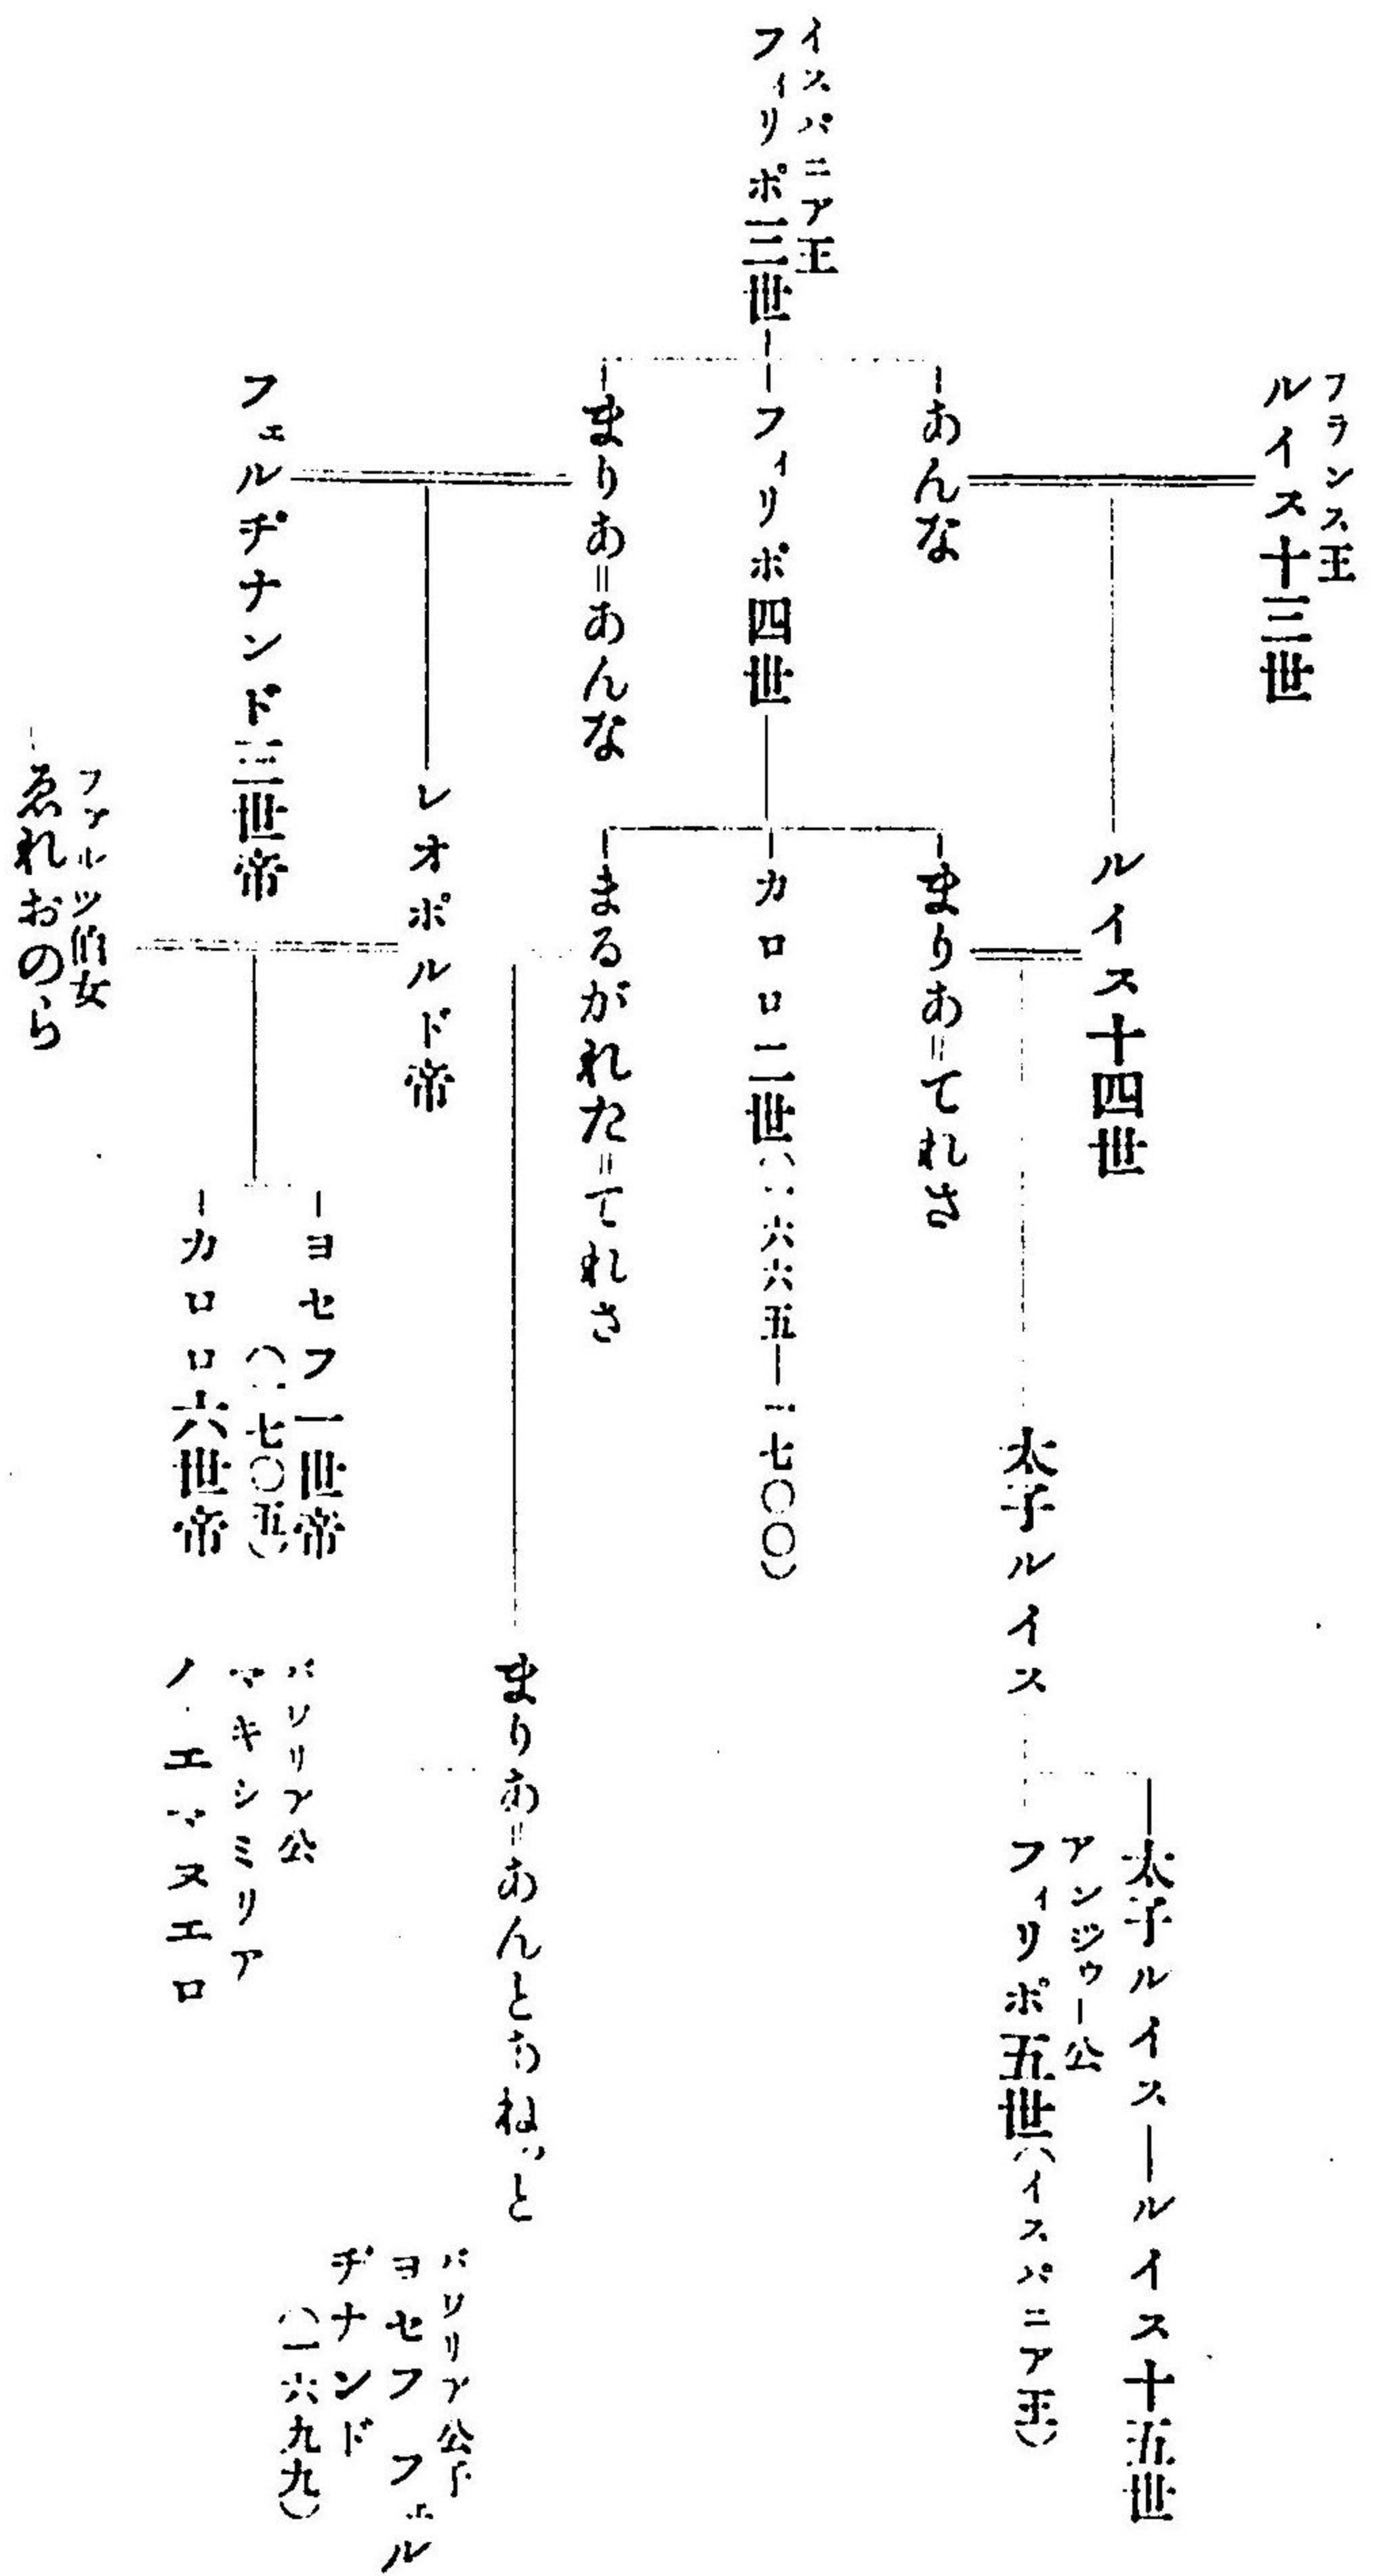 フランス王
ルイス十三世
ルイス十四世
太子ルイス
太子ルイス―ルイス十五世
アンジゥー公
フィリポ五世(イスパニア王)
イスパニア王
フィリポ三世
あんな
フィリポ四世
まりあ=あんな
まりあ=てれさ
カロロ二世(一六六五―一七〇〇)
まるがれた=てれさ
フェルヂナンド三世帝
レオポルド帝
ファルツ伯女
ゑれおのら
ヨセフ一世帝
(一七〇五)
カロロ六世帝
まりあ=あんとあねっと
バワリア公
マキシミリア
ノ・エマヌエロ
バワリア公子
ヨセフ フェル
ヂナンド
(一六九九)